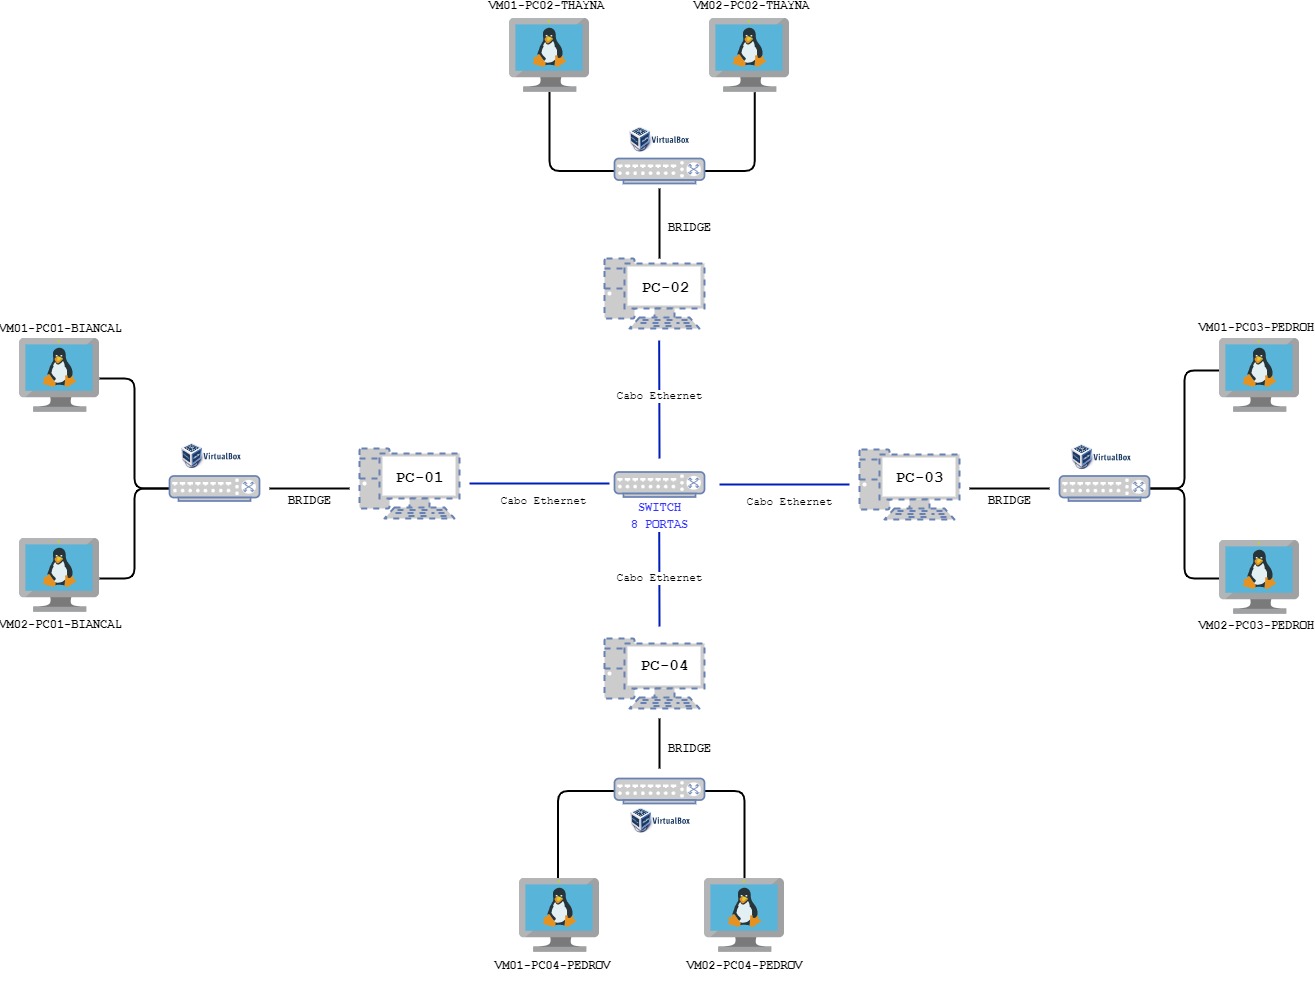 VM01-PC02-THAYNA
VM02-PC02-THAYNA
VirtualBox
BRIDGE
PC-02
VM01-PC01-BIANCAL
VM01-PC03-PEDROH
Cabo Ethernet
VirtualBox
VirtualBox
PC-01
PC-03
BRIDGE
Cabo Ethernet
SWITCH
8 PORTAS
Cabo Ethernet
BRIDGE
Cabo Ethernet
VM02-PC01-BIANCAL
VM02-PC03-PEDROH
PC-04
BRIDGE
VirtualBox
VM01-PC04-PEDROV
VM02-PC04-PEDROV